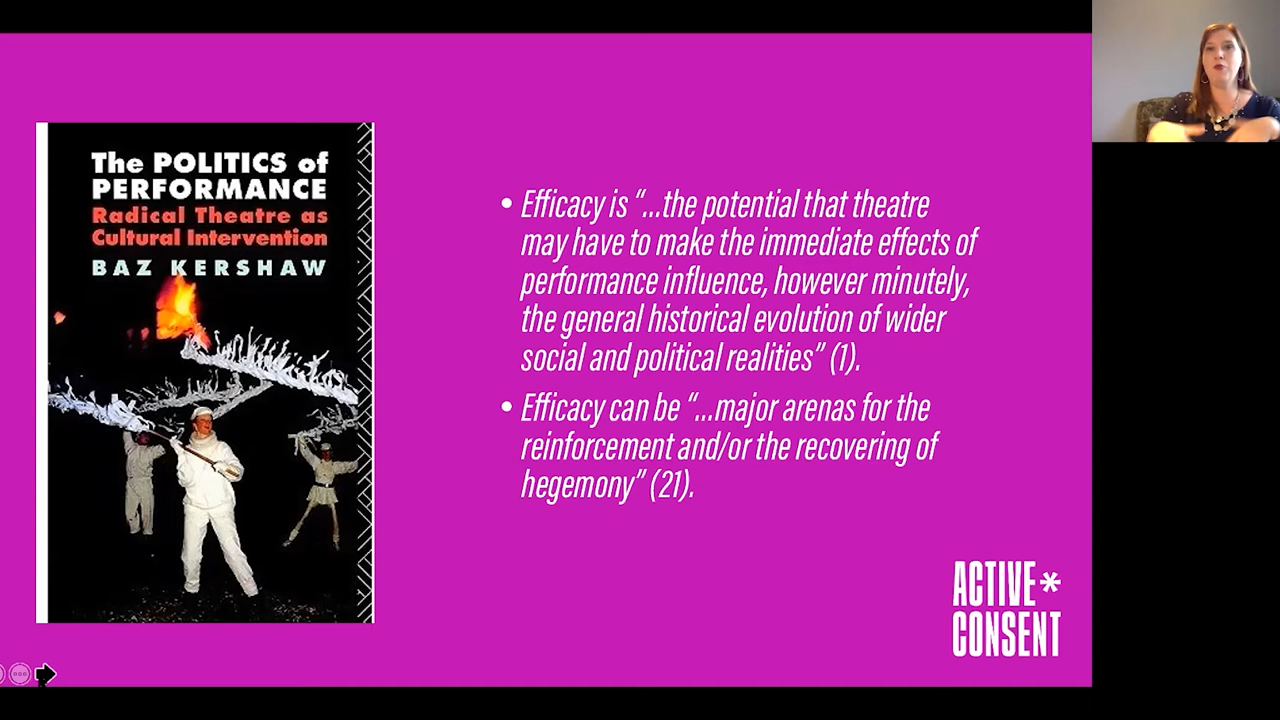 The POLITICS of
PERFORMANCE
Radical Theatre as
Cultural Intervention
BAZ KERSHAW
• Efficacy is “...the potential that theatre
may have to make the immediate effects of
performance influence, however minutely,
the general historical evolution of wider
social and political realities” (1).
• Efficacy can be “...major arenas for the
reinforcement and/or the recovering of
hegemony” (21).
ACTIVE*
CONSENT